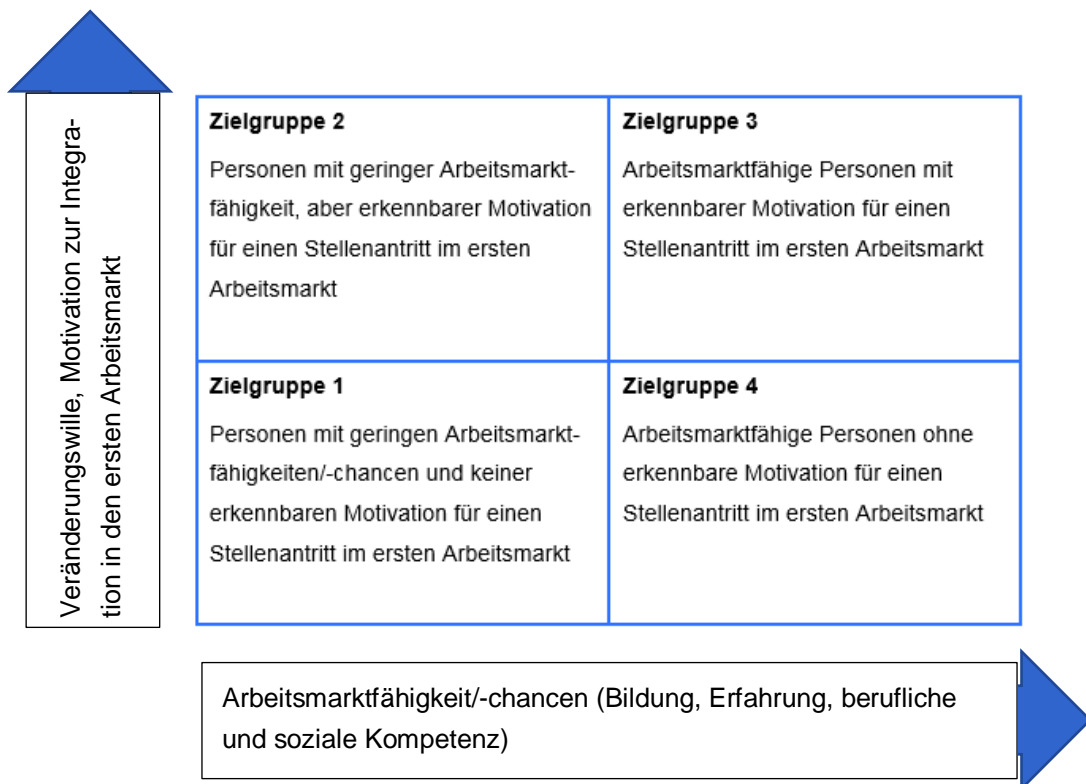 Veränderungswille, Motivation zur Integra-
tion in den ersten Arbeitsmarkt
Zielgruppe 2
Personen mit geringer Arbeitsmarkt-
fähigkeit, aber erkennbarer Motivation
für einen Stellenantritt im ersten
Arbeitsmarkt
Zielgruppe 3
Arbeitsmarktfähige Personen mit
erkennbarer Motivation für einen
Stellenantritt im ersten Arbeitsmarkt
Zielgruppe 1
Personen mit geringen Arbeitsmarkt-
fähigkeiten/-chancen und keiner
erkennbaren Motivation für einen
Stellenantritt im ersten Arbeitsmarkt
Zielgruppe 4
Arbeitsmarktfähige Personen ohne
erkennbare Motivation für einen
Stellenantritt im ersten Arbeitsmarkt
Arbeitsmarktfähigkeit/-chancen (Bildung, Erfahrung, berufliche
und soziale Kompetenz)